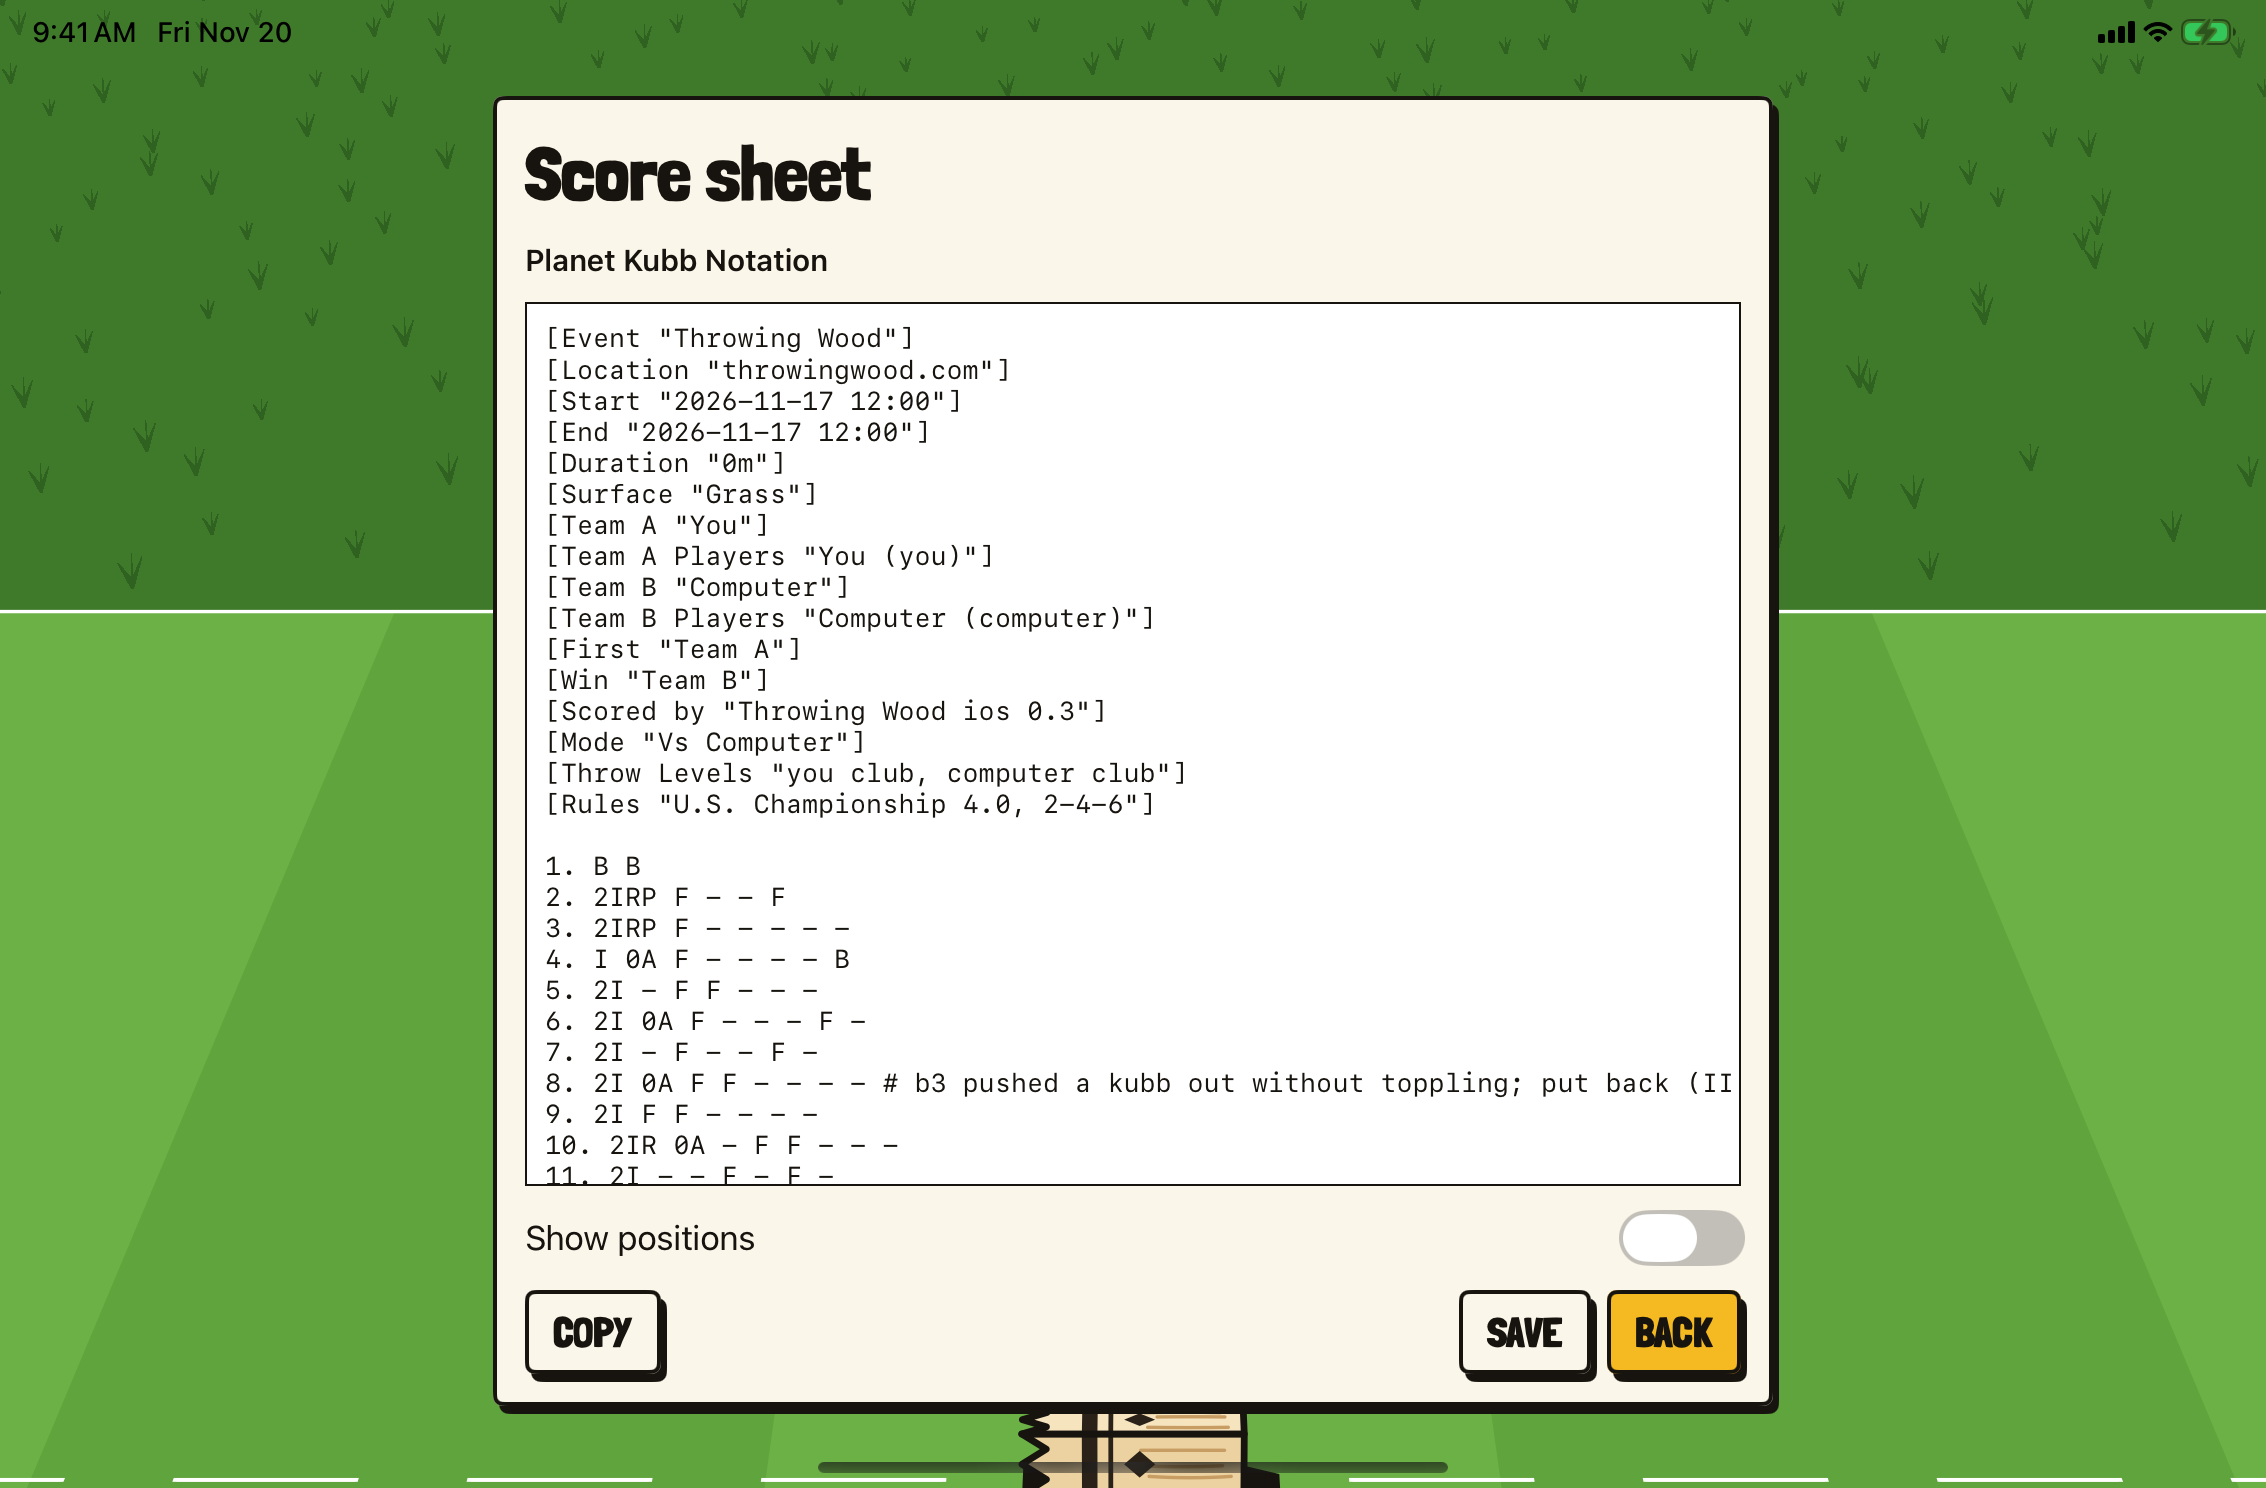 9:41 AM Fri Nov 20
Score sheet
Planet Kubb Notation
[Event "Throwing Wood"]
[Location "throwingwood.com"]
[Start "2026-11-17 12:00"]
[End "2026-11-17 12:00"]
[Duration "0m"]
[Surface "Grass"]
[Team A "You"]
[Team A Players "You (you)"]
[Team B "Computer"]
[Team B Players "Computer (computer)"]
[First "Team A"]
[Win "Team B"]
[Scored by "Throwing Wood ios 0.3"]
[Mode "Vs Computer"]
[Throw Levels "you club, computer club"]
[Rules "U.S. Championship 4.0, 2-4-6"]
1. B B
2. 2IRP F - - F
3. 2IRP F - - - - -
4. I 0A F - - - - B
5. 2I - F F - - -
6. 2I 0A F - - - F -
7. 2I - F - - F -
8. 2I 0A F F - - - - # b3 pushed a kubb out without toppling; put back (II
9. 2I F F - - - -
10. 2IR 0A - F F - - -
11. 2I - - F - F -
Show positions
COPY
SAVE
BACK